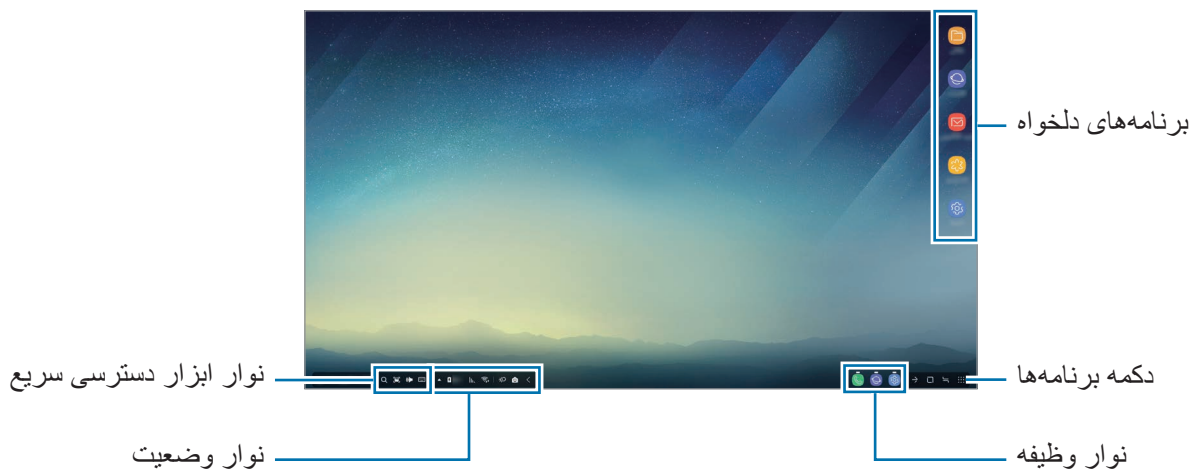 برنامه‌های دلخواه
دکمه برنامه‌ها
نوار ابزار دسترسی سریع
نوار وظیفه
نوار وضعیت